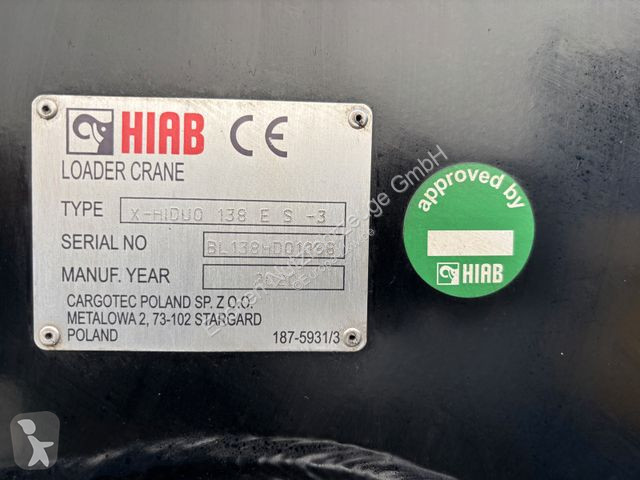 HIAB CE
LOADER CRANE
TYPE X-HIDUO 138 E S -3
SERIAL NO
MANUF. YEAR
CARGOTEC POLAND SP. Z O.O.
METALOWA 2, 73-102 STARGARD
POLAND 187-5931/3
approved by
HIAB